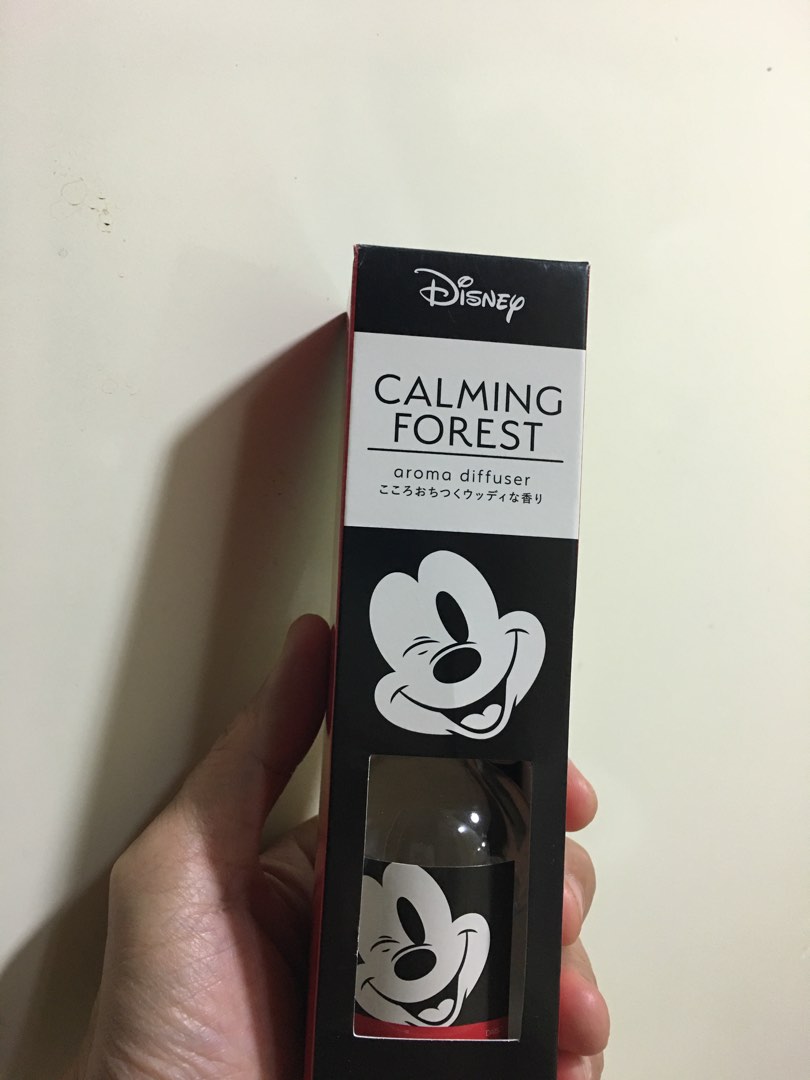 Disney
CALMING
FOREST
aroma diffuser
こころおちつくウッディな香り